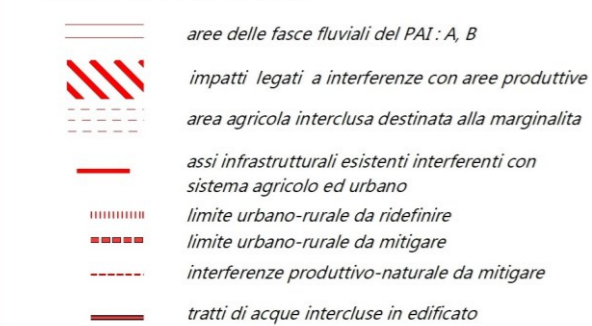 aree delle fasce fluviali del PAI : A, B
impatti legati a interferenze con aree produttive
area agricola interclusa destinata alla marginalita
assi infrastrutturali esistenti interferenti con
sistema agricolo ed urbano
limite urbano-rurale da ridefinire
limite urbano-rurale da mitigare
interferenze produttivo-naturale da mitigare
tratti di acque intercluse in edificato